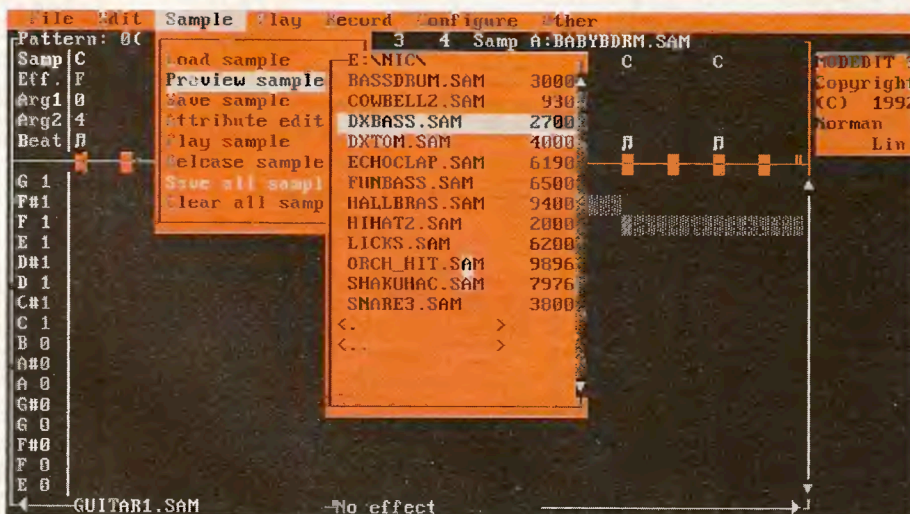 File Edit Sample Play Record Configure Other
Pattern: 0(
3 4 Samp A:BABYBDRM.SAM
Samp C
Eff. F
Arg1 0
Arg2 4
Beat
Load sample
Preview sample
Save sample
Attribute edit
Play sample
Release sample
Save all sampl
Clear all samp
E:\NIC\
BASSDRUM.SAM 3000
COWBELL2.SAM 930
DXBASS.SAM 2700
DXTOM.SAM 4000
ECHOCLAP.SAM 6190
FUNBASS.SAM 6500
HALLBRAS.SAM 9400
HIHAT2.SAM 2000
LICKS.SAM 6200
ORCH_HIT.SAM 9896
SHAKUHAC.SAM 7976
SNARE3.SAM 3800
<. >
<.. >
C C
MODEDIT
Copyright
(C) 1992
Norman
Lin
G 1
F#1
F 1
E 1
D#1
D 1
C#1
C 1
B 0
A#0
A 0
G#0
G 0
F#0
F 0
E 0
GUITAR1.SAM No effect